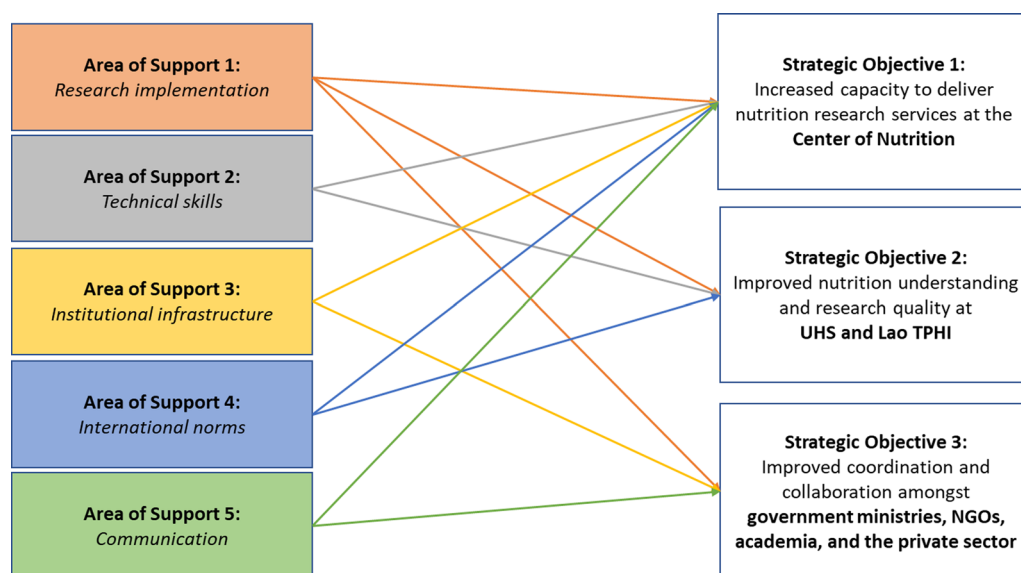 Area of Support 1:
Research implementation
Area of Support 2:
Technical skills
Area of Support 3:
Institutional infrastructure
Area of Support 4:
International norms
Area of Support 5:
Communication
Strategic Objective 1:
Increased capacity to deliver
nutrition research services at the
Center of Nutrition
Strategic Objective 2:
Improved nutrition understanding
and research quality at
UHS and Lao TPHI
Strategic Objective 3:
Improved coordination and
collaboration amongst
government ministries, NGOs,
academia, and the private sector